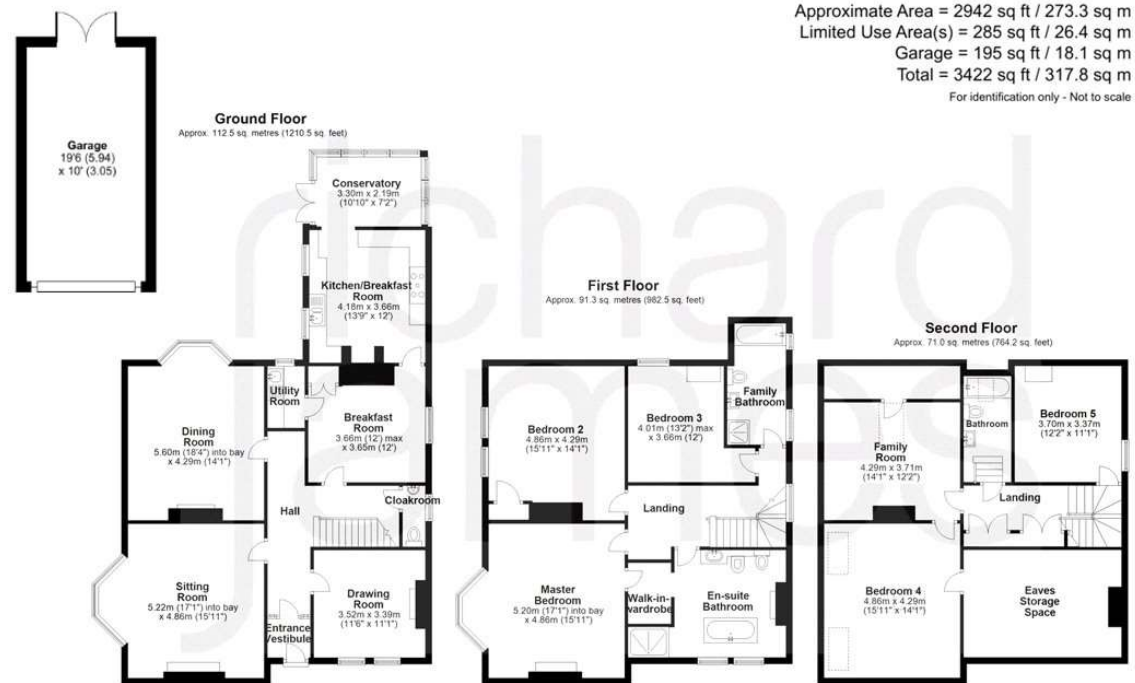 Approximate Area = 2942 sq ft / 273.3 sq m
Limited Use Area(s) = 285 sq ft / 26.4 sq m
Garage = 195 sq ft / 18.1 sq m
Total = 3422 sq ft / 317.8 sq m
For identification only - Not to scale
Garage
19'6 (5.94)
x 10' (3.05)
Ground Floor
Approx. 112.5 sq. metres (1210.5 sq. feet)
Conservatory
3.30m x 2.19m
(10'10" x 7'2")
Kitchen/Breakfast
Room
4.18m x 3.66m
(13'9" x 12')
Utility
Room
Breakfast
Room
3.66m (12') max
x 3.65m (12')
Dining
Room
5.60m (18'4") into bay
x 4.29m (14'1")
Cloakroom
Hall
Sitting
Room
5.22m (17'1") into bay
x 4.86m (15'11")
Drawing
Room
3.52m x 3.39m
(11'6" x 11'1")
Entrance
Vestibule
First Floor
Approx. 91.3 sq. metres (982.5 sq. feet)
Family
Bathroom
Bedroom 3
4.01m (13'2") max
x 3.66m (12')
Bedroom 2
4.86m x 4.29m
(15'11" x 14'1")
Landing
Master
Bedroom
5.20m (17'1") into bay
x 4.86m (15'11")
Walk-in-
wardrobe
En-suite
Bathroom
Second Floor
Approx. 71.0 sq. metres (764.2 sq. feet)
Bathroom
Bedroom 5
3.70m x 3.37m
(12'2" x 11'1")
Family
Room
4.29m x 3.71m
(14'1" x 12'2")
Landing
Bedroom 4
4.86m x 4.29m
(15'11" x 14'1")
Eaves
Storage
Space
richard
james